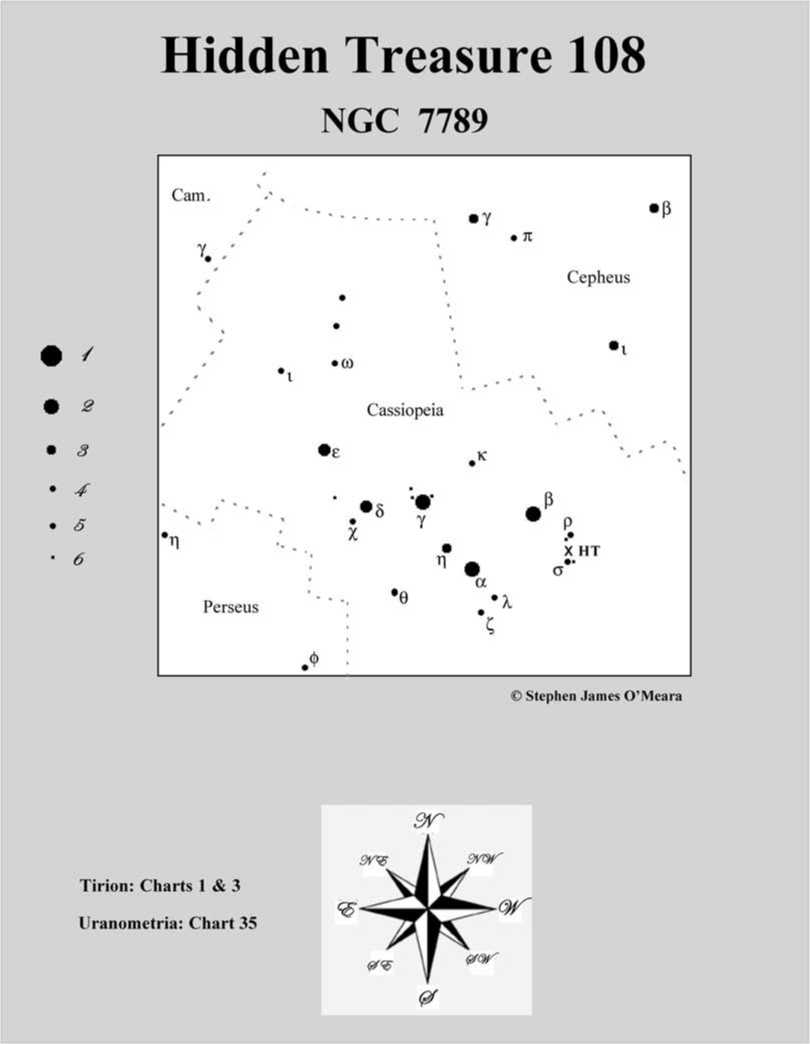 Hidden Treasure 108
NGC 7789
Cam.
γ
β
π
γ
Cepheus
1
ι
2
ω
ι
3
Cassiopeia
4
ε
κ
5
β
δ
γ
6
χ
ρ
η
η
X HT
σ
α
θ
λ
Perseus
ζ
φ
© Stephen James O’Meara
N
NE
NW
Tirion: Charts 1 & 3
E
W
Uranometria: Chart 35
SE
SW
S